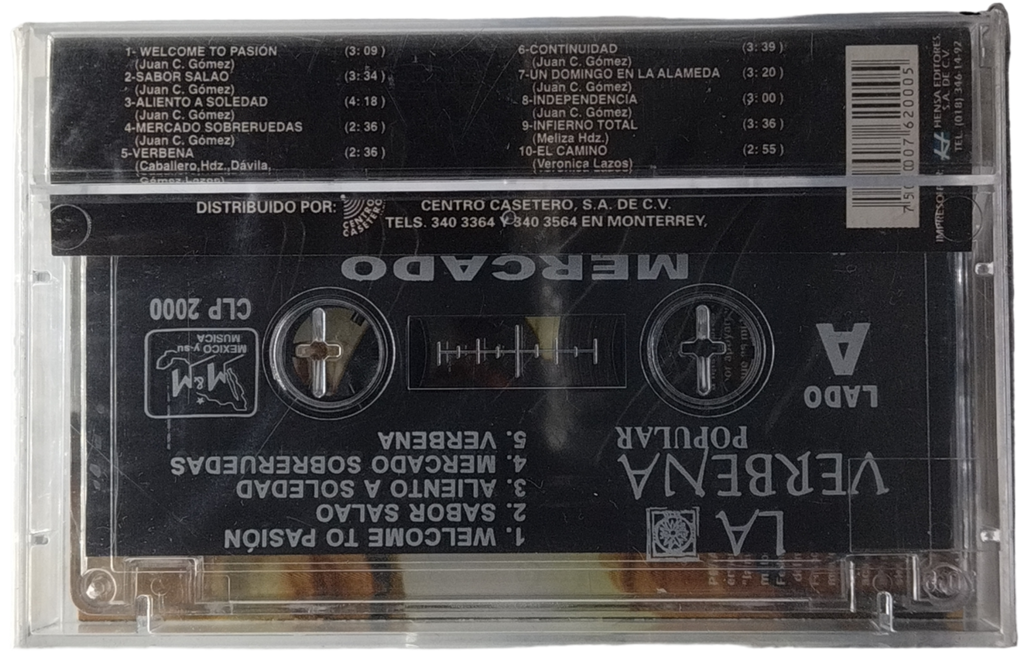 1- WELCOME TO PASIÓN (3: 09 )
(Juan C. Gómez)
2-SABOR SALAO (3: 34 )
(Juan C. Gómez)
3-ALIENTO A SOLEDAD (4: 18 )
(Juan C. Gómez)
4-MERCADO SOBRERUEDAS (2: 36 )
(Juan C. Gómez)
5-VERBENA (2: 36 )
(Caballero,Hdz.,Dávila,
Gómez,Lazos)
6-CONTINUIDAD (3: 39 )
(Juan C. Gómez)
7-UN DOMINGO EN LA ALAMEDA (3: 20 )
(Juan C. Gómez)
8-INDEPENDENCIA (3: 00 )
(Juan C. Gómez)
9-INFIERNO TOTAL (3: 36 )
(Meliza Hdz.)
10-EL CAMINO (2: 55 )
(Veronica Lazos)
HENSA EDITORES,
S.A. DE C.V.
TEL. (018) 346-14-92
DISTRIBUIDO POR: CENTRO CASETERO CENTRO CASETERO, S.A. DE C.V.
TELS. 340 3364 Y 340 3564 EN MONTERREY,
MERCADO
LA
VERBENA
POPULAR
LADO
A
1. WELCOME TO PASIÓN
2. SABOR SALAO
3. ALIENTO A SOLEDAD
4. MERCADO SOBRERUEDAS
5. VERBENA
M&M
MEXICO y su
MUSICA
CLP 2000